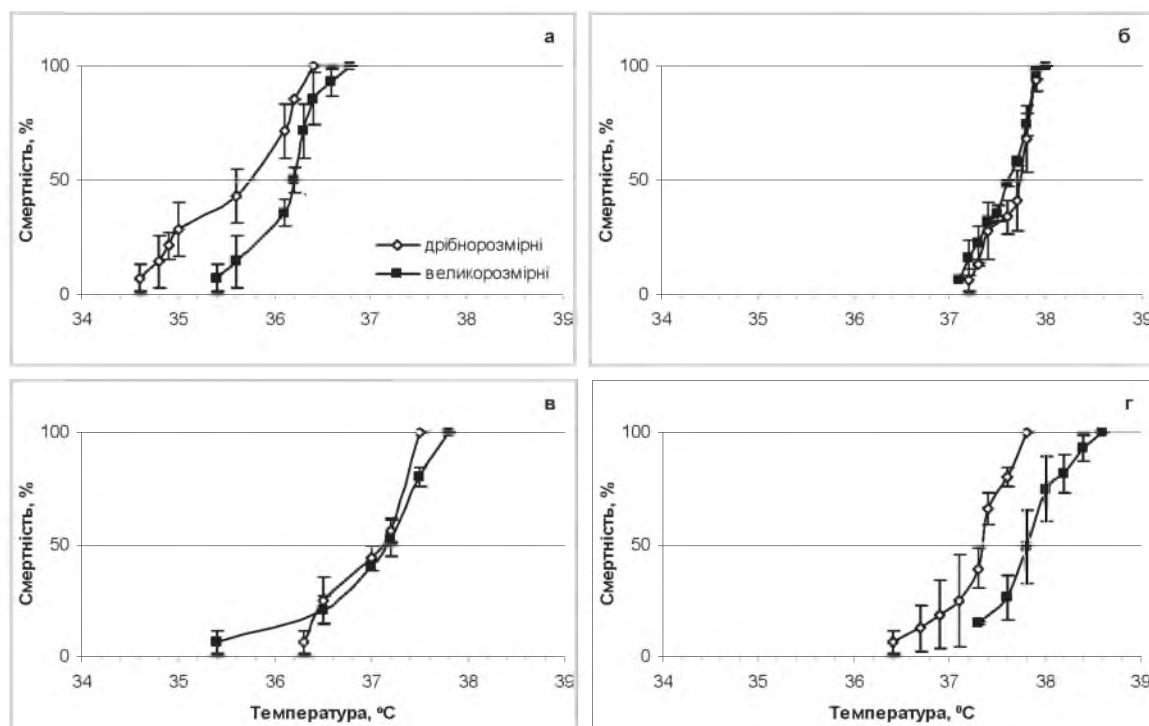 а
100
50
0
Смертність, %
34 35 36 37 38 39
дрібнорозмірні
великорозмірні
б
100
50
0
Смертність, %
34 35 36 37 38 39
в
100
50
0
Смертність, %
34 35 36 37 38 39
Температура, ºС
г
100
50
0
Смертність, %
34 35 36 37 38 39
Температура, ºС